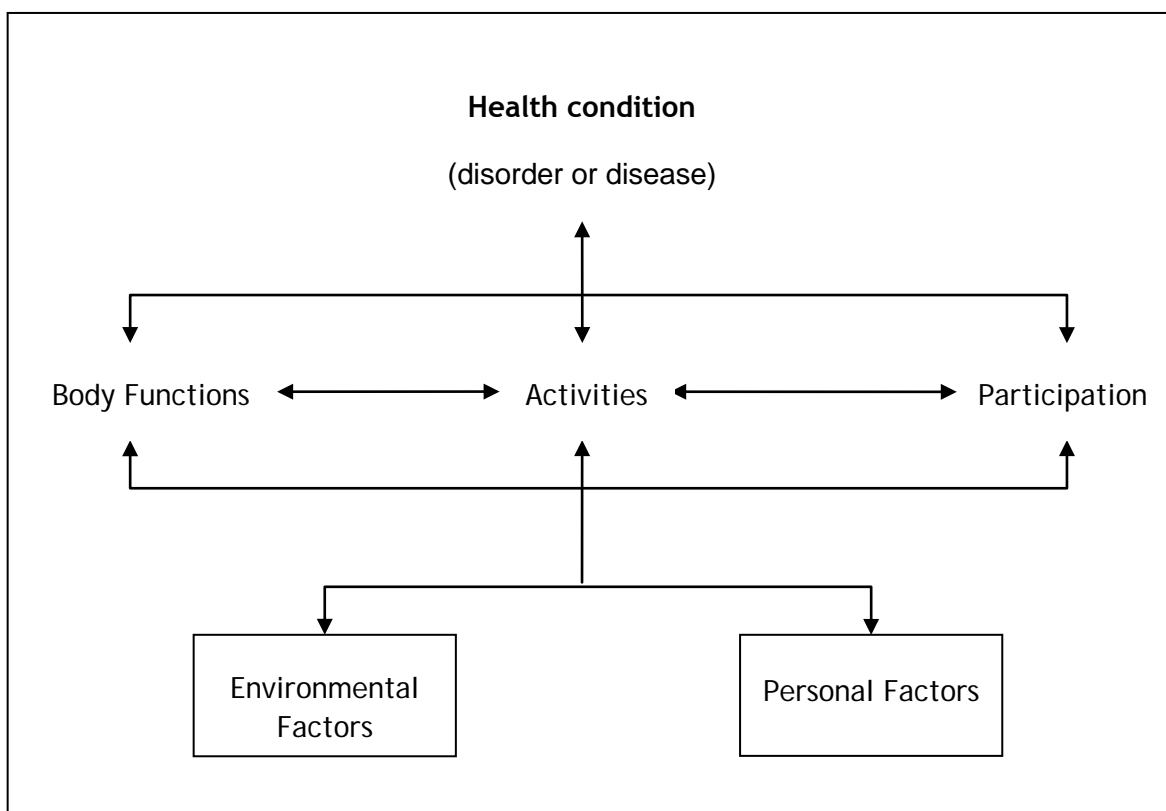 Health condition
(disorder or disease)
Body Functions
Activities
Participation
Environmental
Factors
Personal Factors